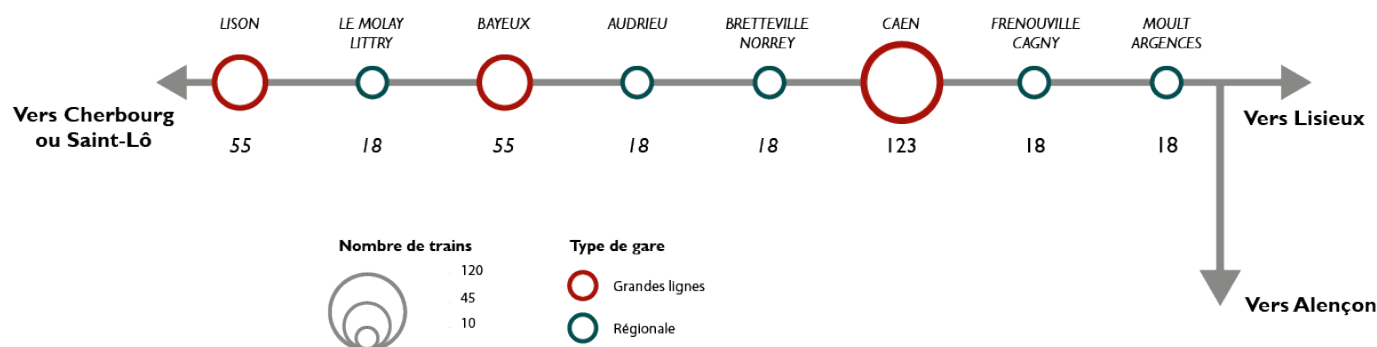 LISON
LE MOLAY
LITTRY
BAYEUX
AUDRIEU
BRETTEVILLE
NORREY
CAEN
FRENOUVILLE
CAGNY
MOULT
ARGENCES
Vers Cherbourg
ou Saint-Lô
Vers Lisieux
55
18
55
18
18
123
18
18
Nombre de trains
120
45
10
Type de gare
Grandes lignes
Régionale
Vers Alençon